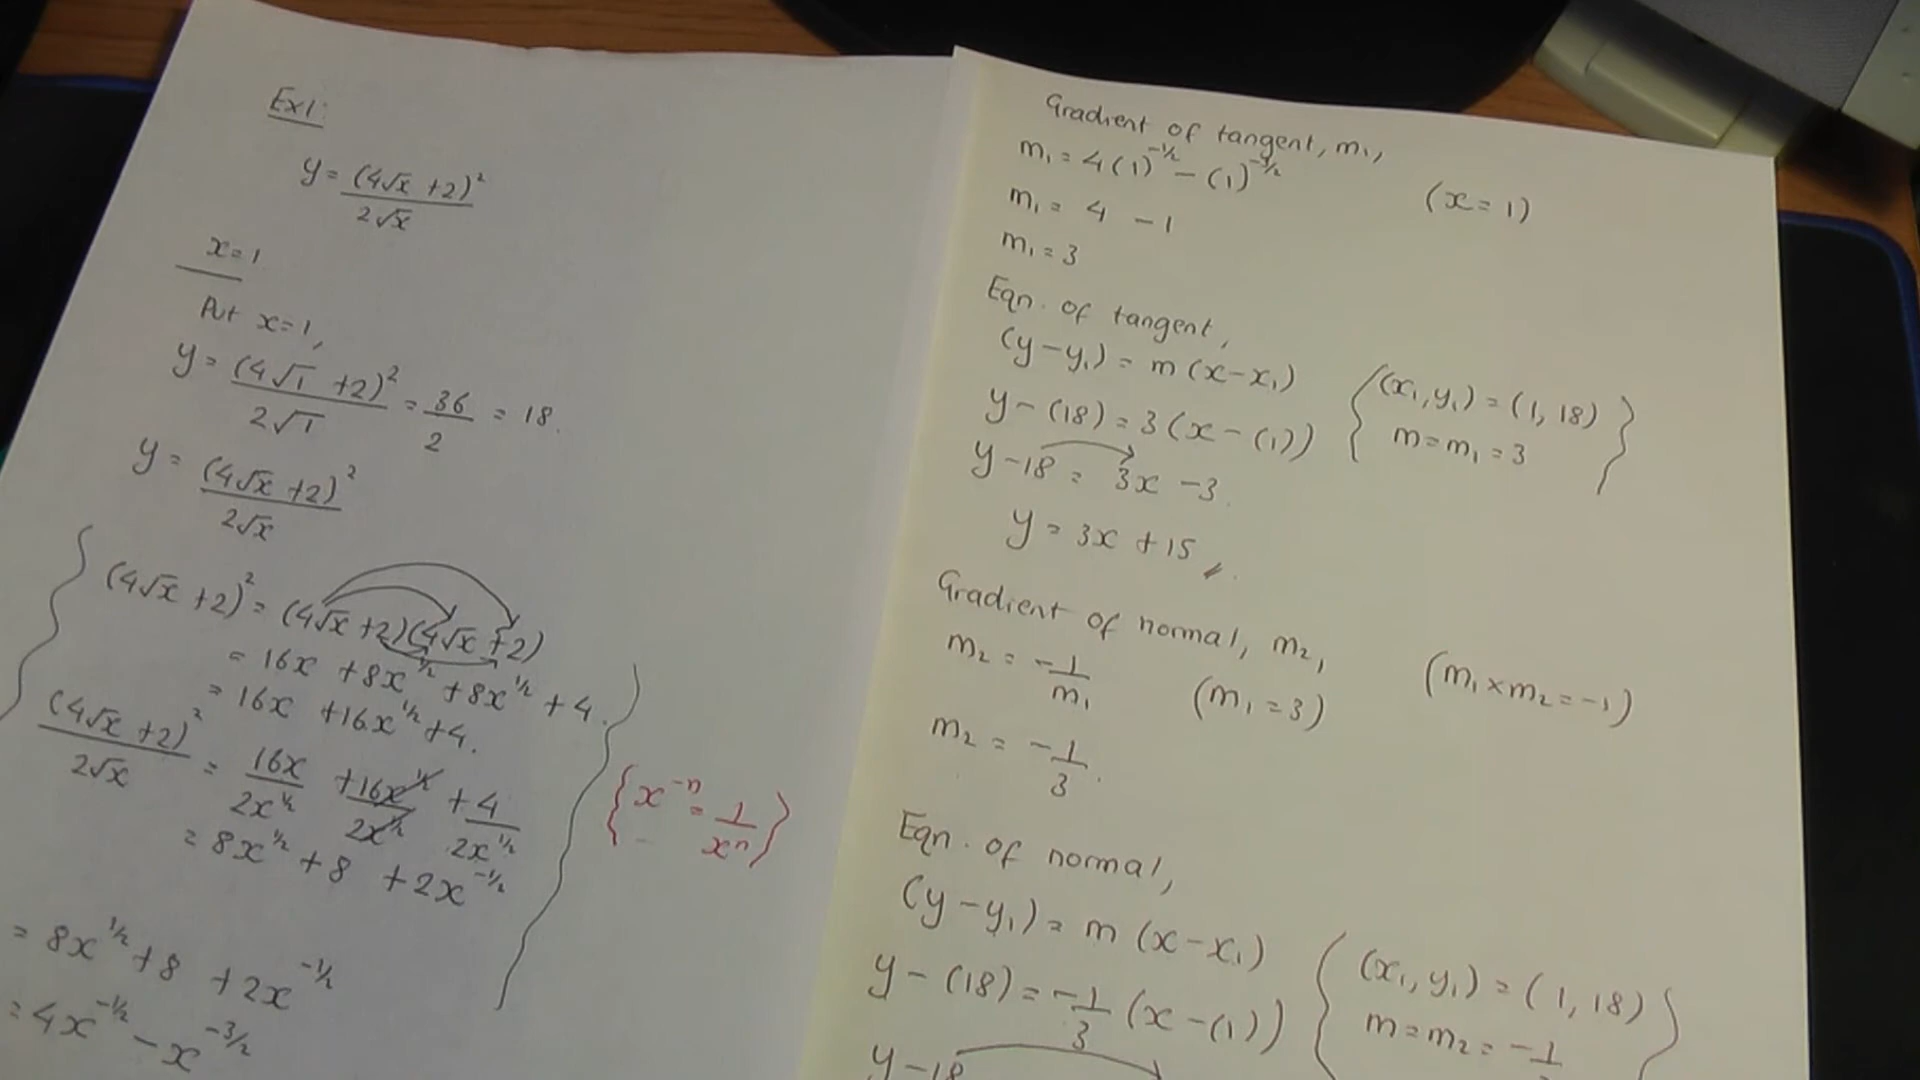 Ex1:
y = (4√x + 2)² / 2√x
x = 1
Put x = 1,
y = (4√1 + 2)² / 2√1 = 36 / 2 = 18.
y = (4√x + 2)² / 2√x
(4√x + 2)² = (4√x + 2)(4√x + 2)
= 16x + 8x^½ + 8x^½ + 4.
= 16x + 16x^½ + 4.
(4√x + 2)² / 2√x = 16x / 2x^½ + 16x^½ / 2x^½ + 4 / 2x^½
= 8x^½ + 8 + 2x^-½
{x^-n = 1 / x^n}
= 8x^½ + 8 + 2x^-½
= 4x^-½ - x^-3/2
Gradient of tangent, m₁,
m₁ = 4(1)^-½ - (1)^-3/2 (x = 1)
m₁ = 4 - 1
m₁ = 3
Eqn. of tangent,
(y - y₁) = m(x - x₁) {(x₁, y₁) = (1, 18)
y - (18) = 3(x - (1)) m = m₁ = 3}
y - 18 = 3x - 3.
y = 3x + 15
Gradient of normal, m₂,
m₂ = -1 / m₁ (m₁ = 3) (m₁ × m₂ = -1)
m₂ = -1 / 3.
Eqn. of normal,
(y - y₁) = m(x - x₁) {(x₁, y₁) = (1, 18)
y - (18) = -1 / 3 (x - (1)) m = m₂ = -1
y - 18